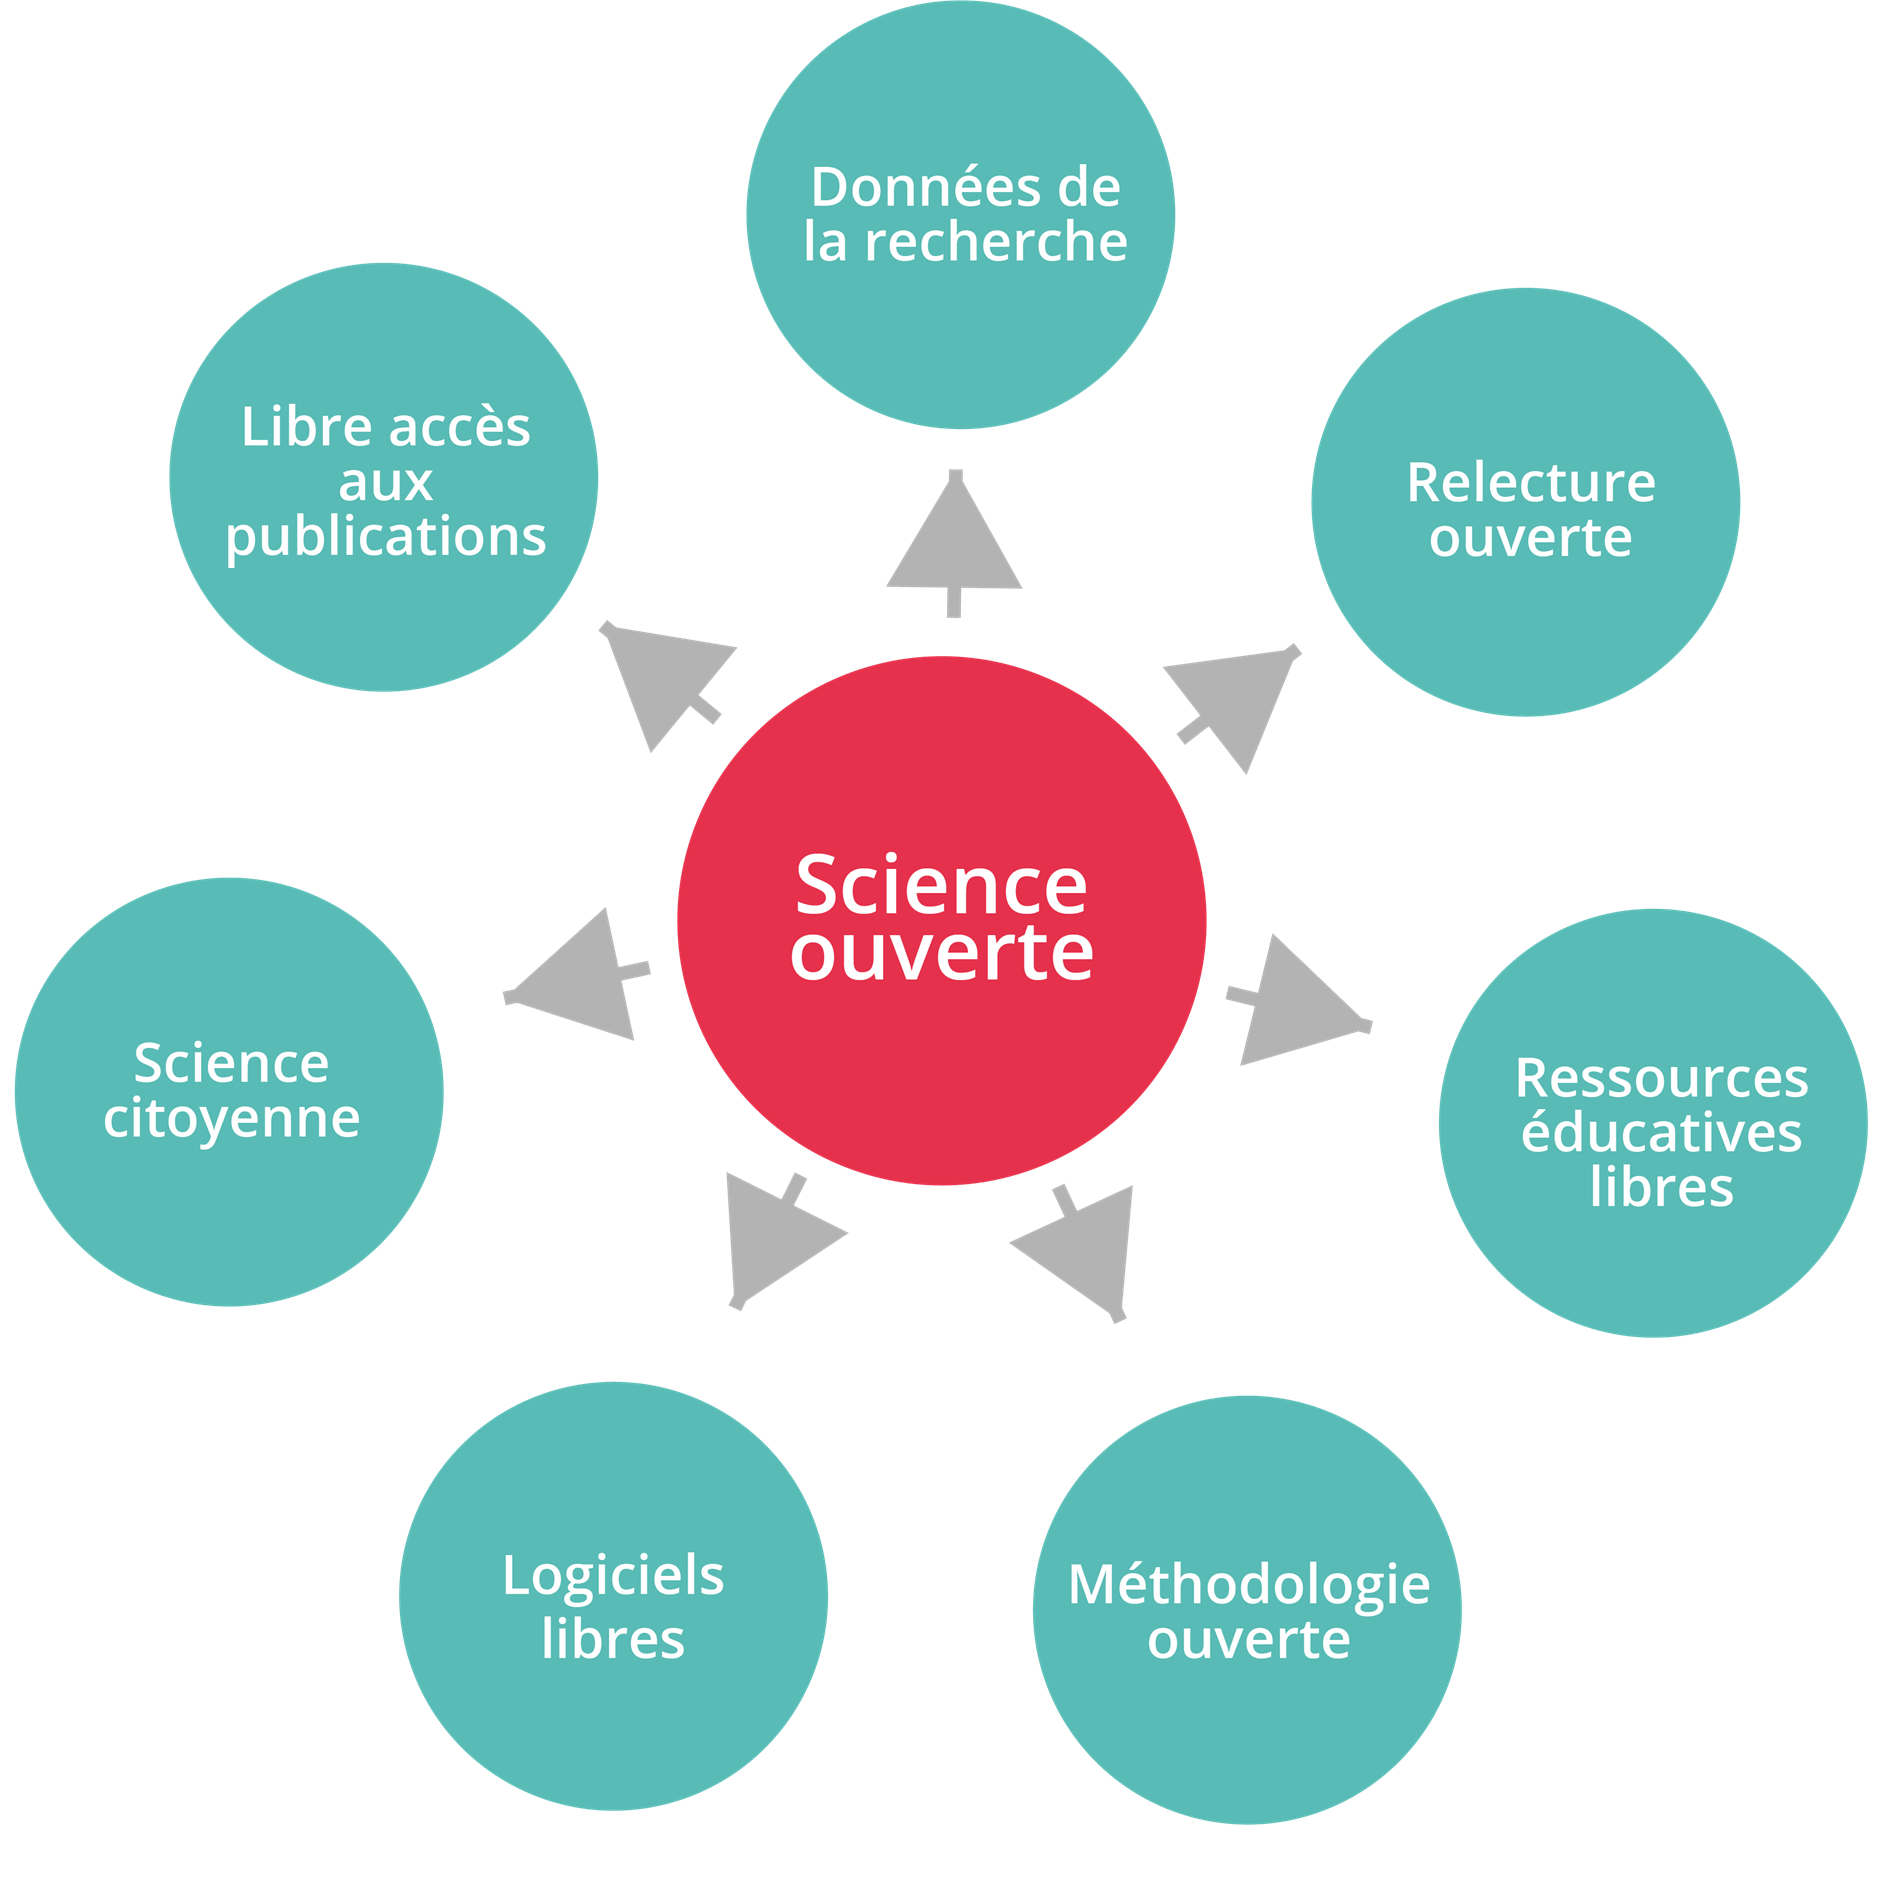 Données de
la recherche
Libre accès
aux
publications
Relecture
ouverte
Science
ouverte
Science
citoyenne
Ressources
éducatives
libres
Logiciels
libres
Méthodologie
ouverte